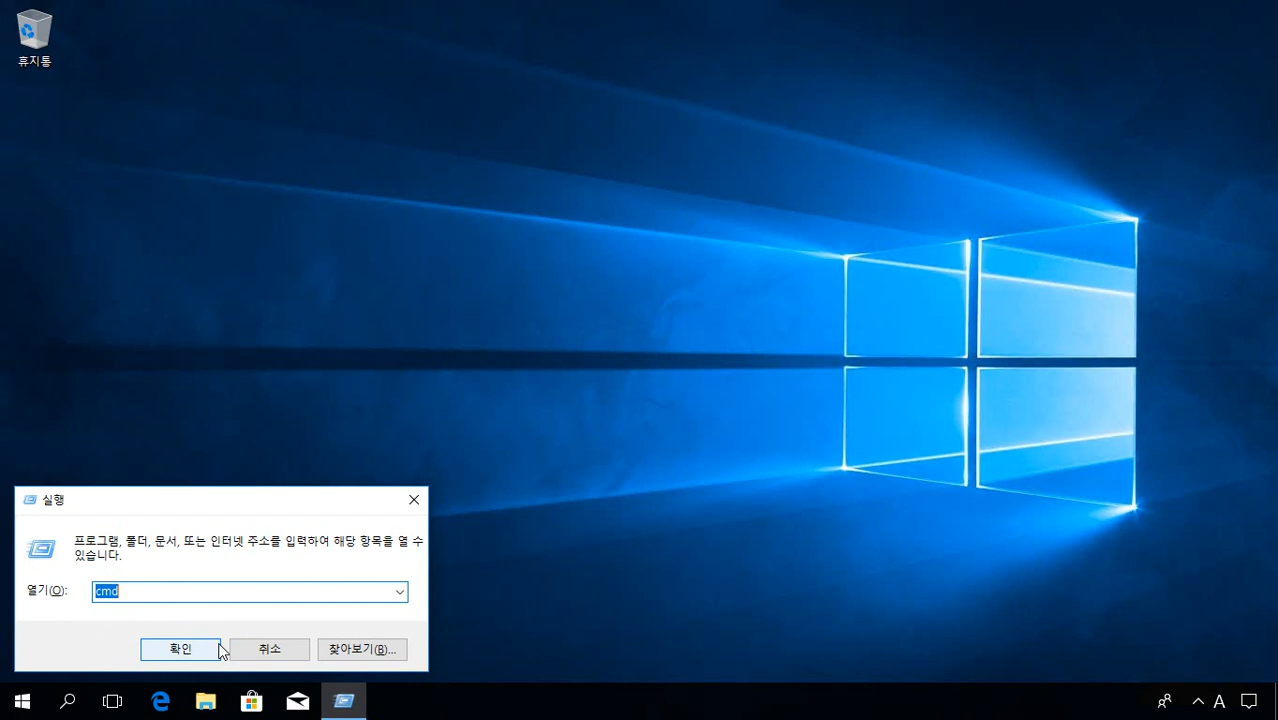 휴지통
실행
프로그램, 폴더, 문서, 또는 인터넷 주소를 입력하여 해당 항목을 열 수
있습니다.
열기(O): cmd
확인 취소 찾아보기(B)...
A